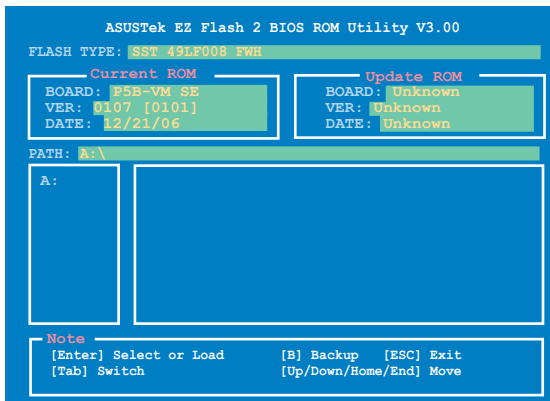 ASUSTek EZ Flash 2 BIOS ROM Utility V3.00
FLASH TYPE: SST 49LF008 FWH
Current ROM
BOARD: P5B-VM SE
VER: 0107 [0101]
DATE: 12/21/06
Update ROM
BOARD: Unknown
VER: Unknown
DATE: Unknown
PATH: A:\
A:
Note
[Enter] Select or Load [B] Backup [ESC] Exit
[Tab] Switch [Up/Down/Home/End] Move